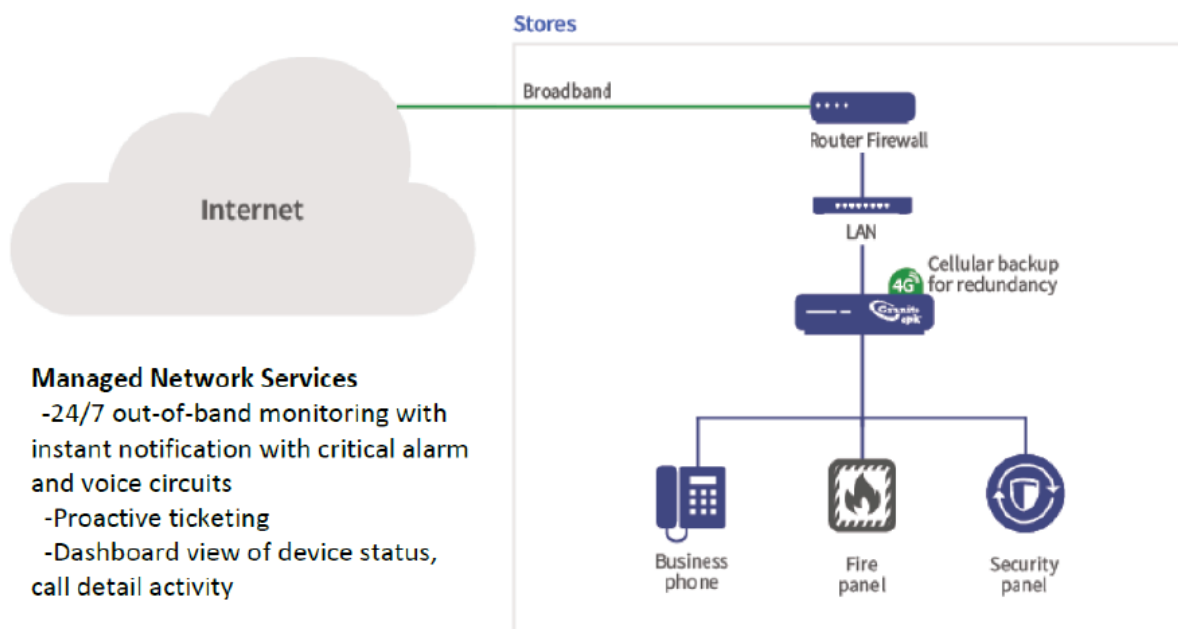 Stores
Broadband
Router Firewall
Internet
LAN
4G
Cellular backup
for redundancy
Granite
epik
Managed Network Services
-24/7 out-of-band monitoring with
instant notification with critical alarm
and voice circuits
-Proactive ticketing
-Dashboard view of device status,
call detail activity
Business
phone
Fire
panel
Security
panel